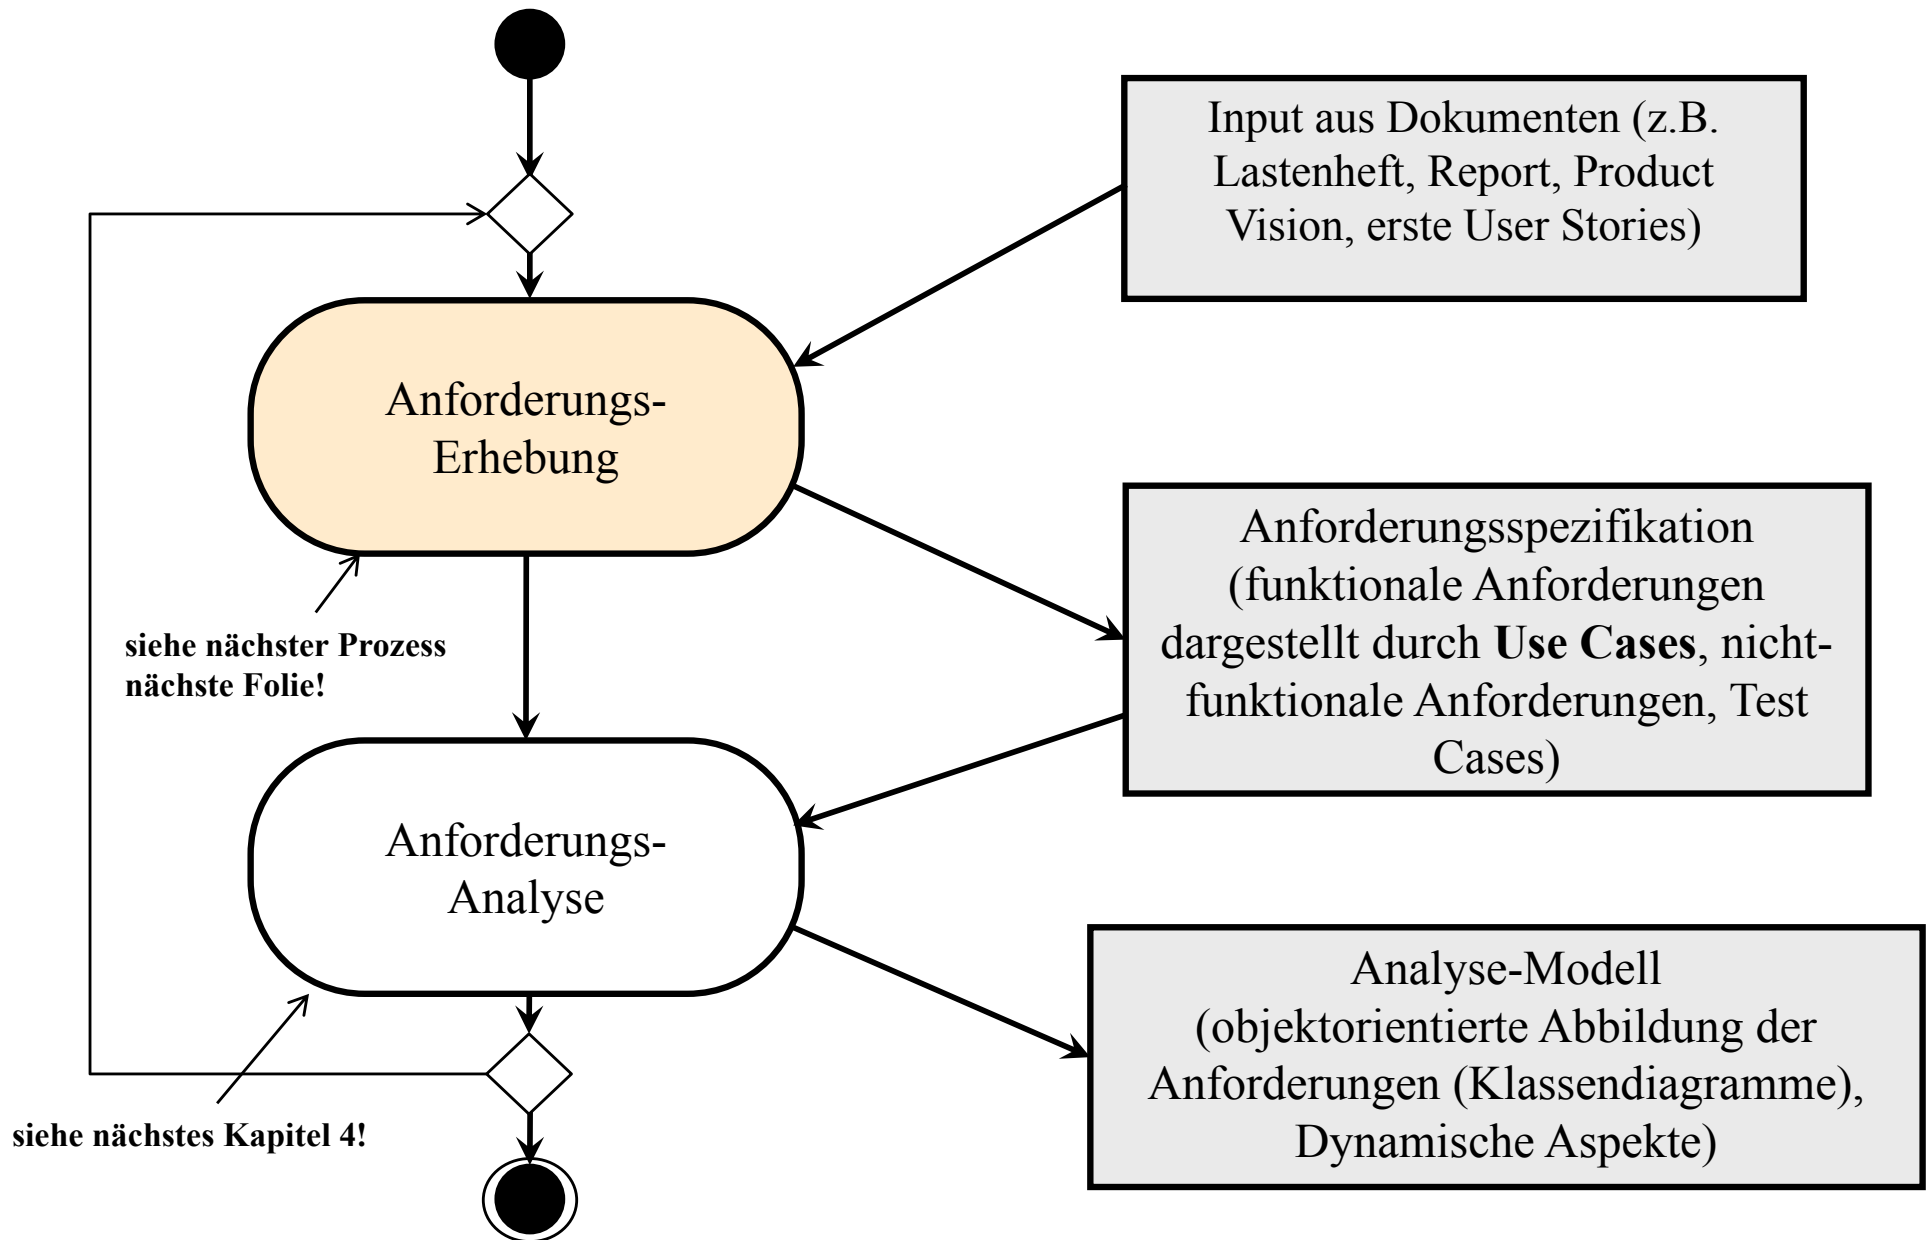 Input aus Dokumenten (z.B.
Lastenheft, Report, Product
Vision, erste User Stories)
Anforderungs-
Erhebung
Anforderungsspezifikation
(funktionale Anforderungen
dargestellt durch Use Cases, nicht-
funktionale Anforderungen, Test
Cases)
siehe nächster Prozess
nächste Folie!
Anforderungs-
Analyse
Analyse-Modell
(objektorientierte Abbildung der
Anforderungen (Klassendiagramme),
Dynamische Aspekte)
siehe nächstes Kapitel 4!